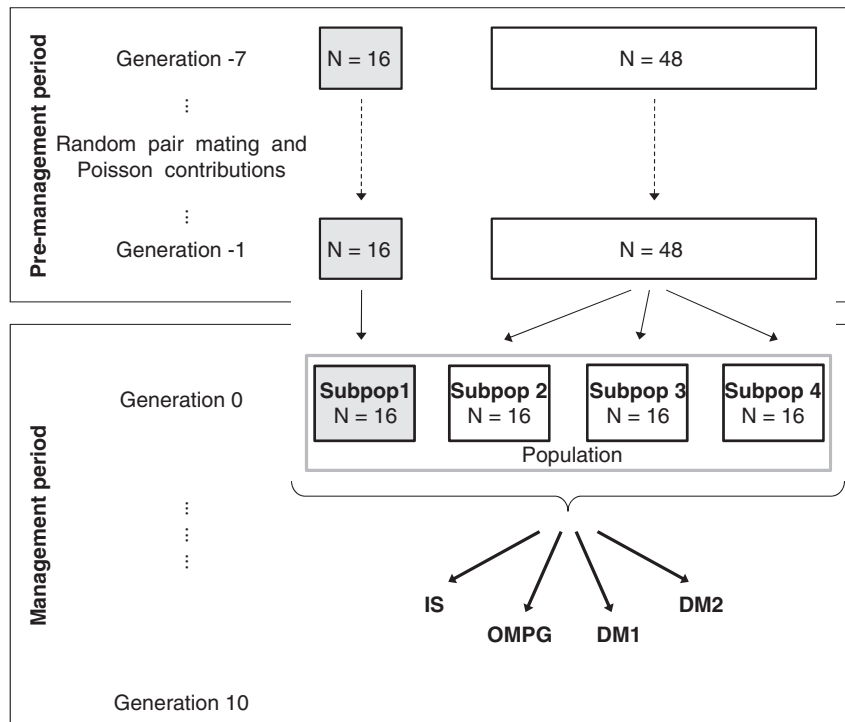 Pre-management period
Generation -7
N = 16
N = 48
⋮
Random pair mating and
Poisson contributions
⋮
Generation -1
N = 16
N = 48
Management period
Generation 0
Subpop1
N = 16
Subpop 2
N = 16
Subpop 3
N = 16
Subpop 4
N = 16
Population
⋮
⋮
⋮
IS
OMPG
DM1
DM2
Generation 10